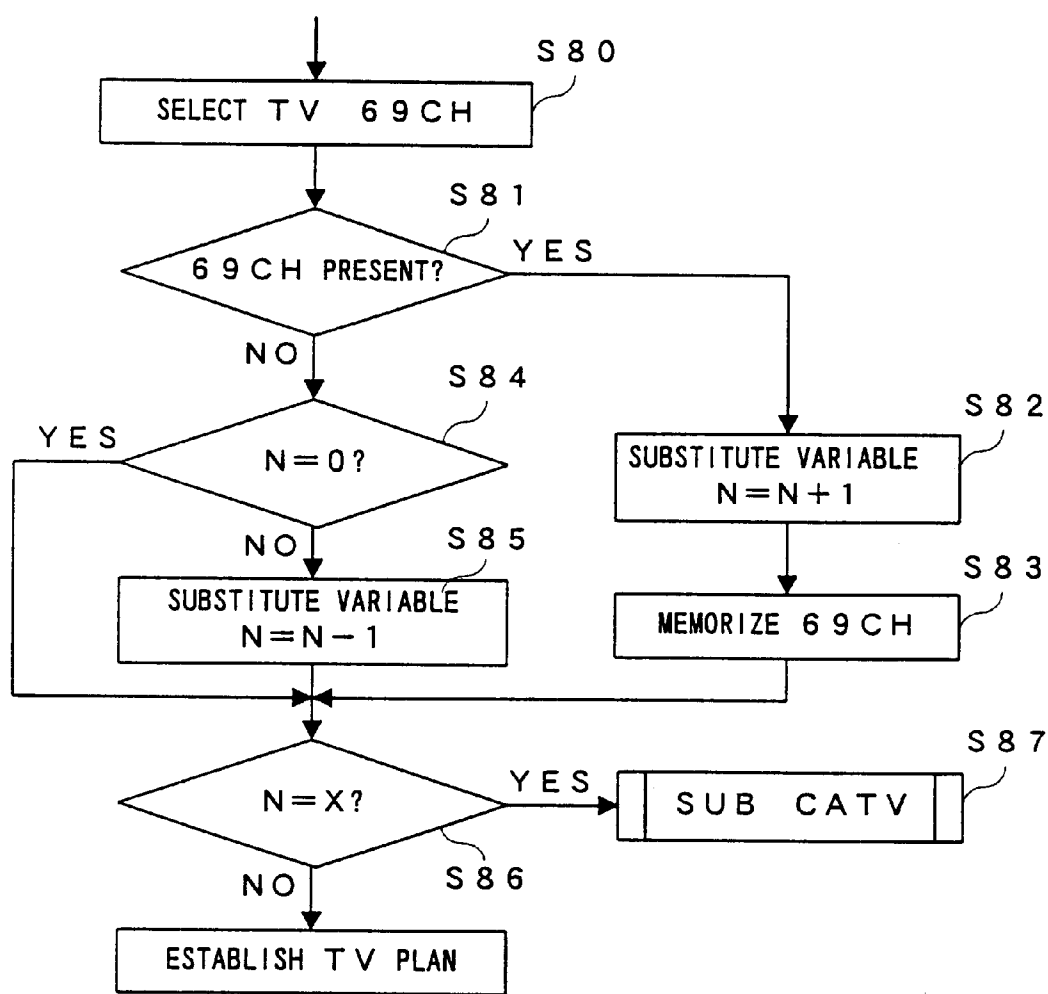 S80
SELECT TV 69CH
S81
69CH PRESENT?
YES
NO
S84
YES
N=0?
S82
SUBSTITUTE VARIABLE
N=N+1
NO
S85
SUBSTITUTE VARIABLE
N=N-1
S83
MEMORIZE 69CH
N=X?
YES
S87
SUB CATV
S86
NO
ESTABLISH TV PLAN